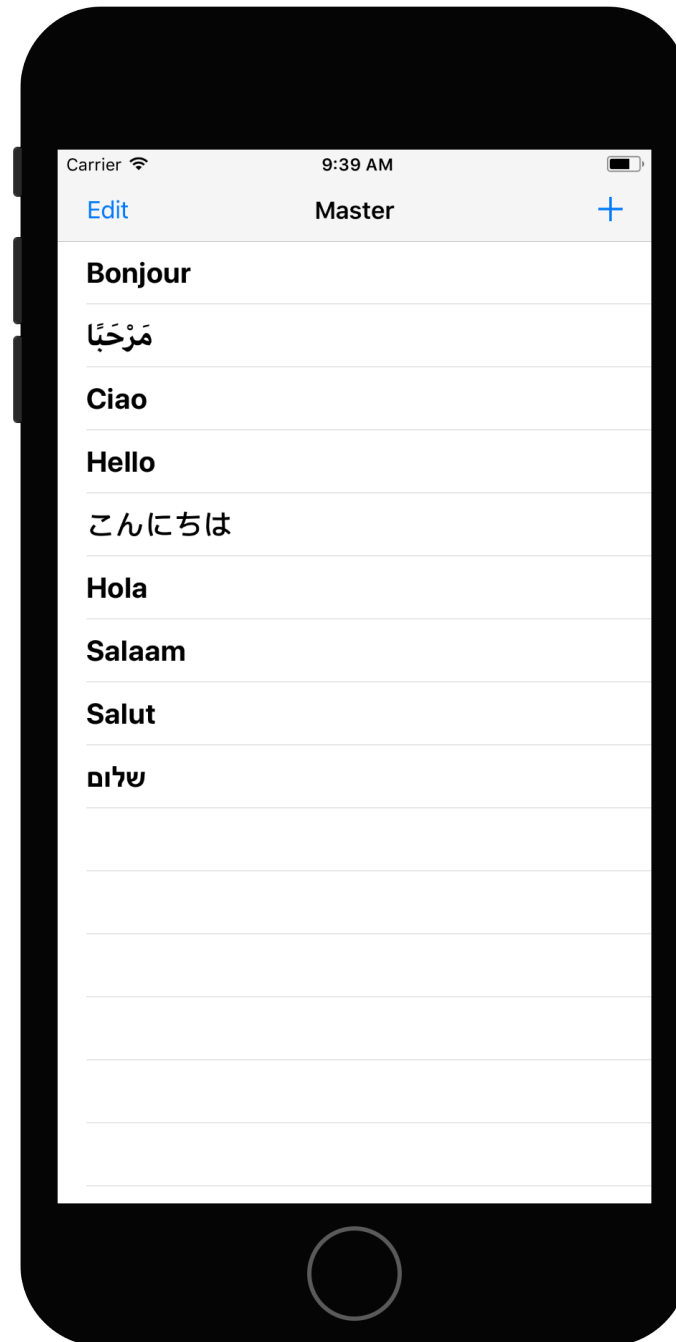 Carrier 9:39 AM
Edit Master +
Bonjour
مَرْحَبًا
Ciao
Hello
こんにちは
Hola
Salaam
Salut
שלום